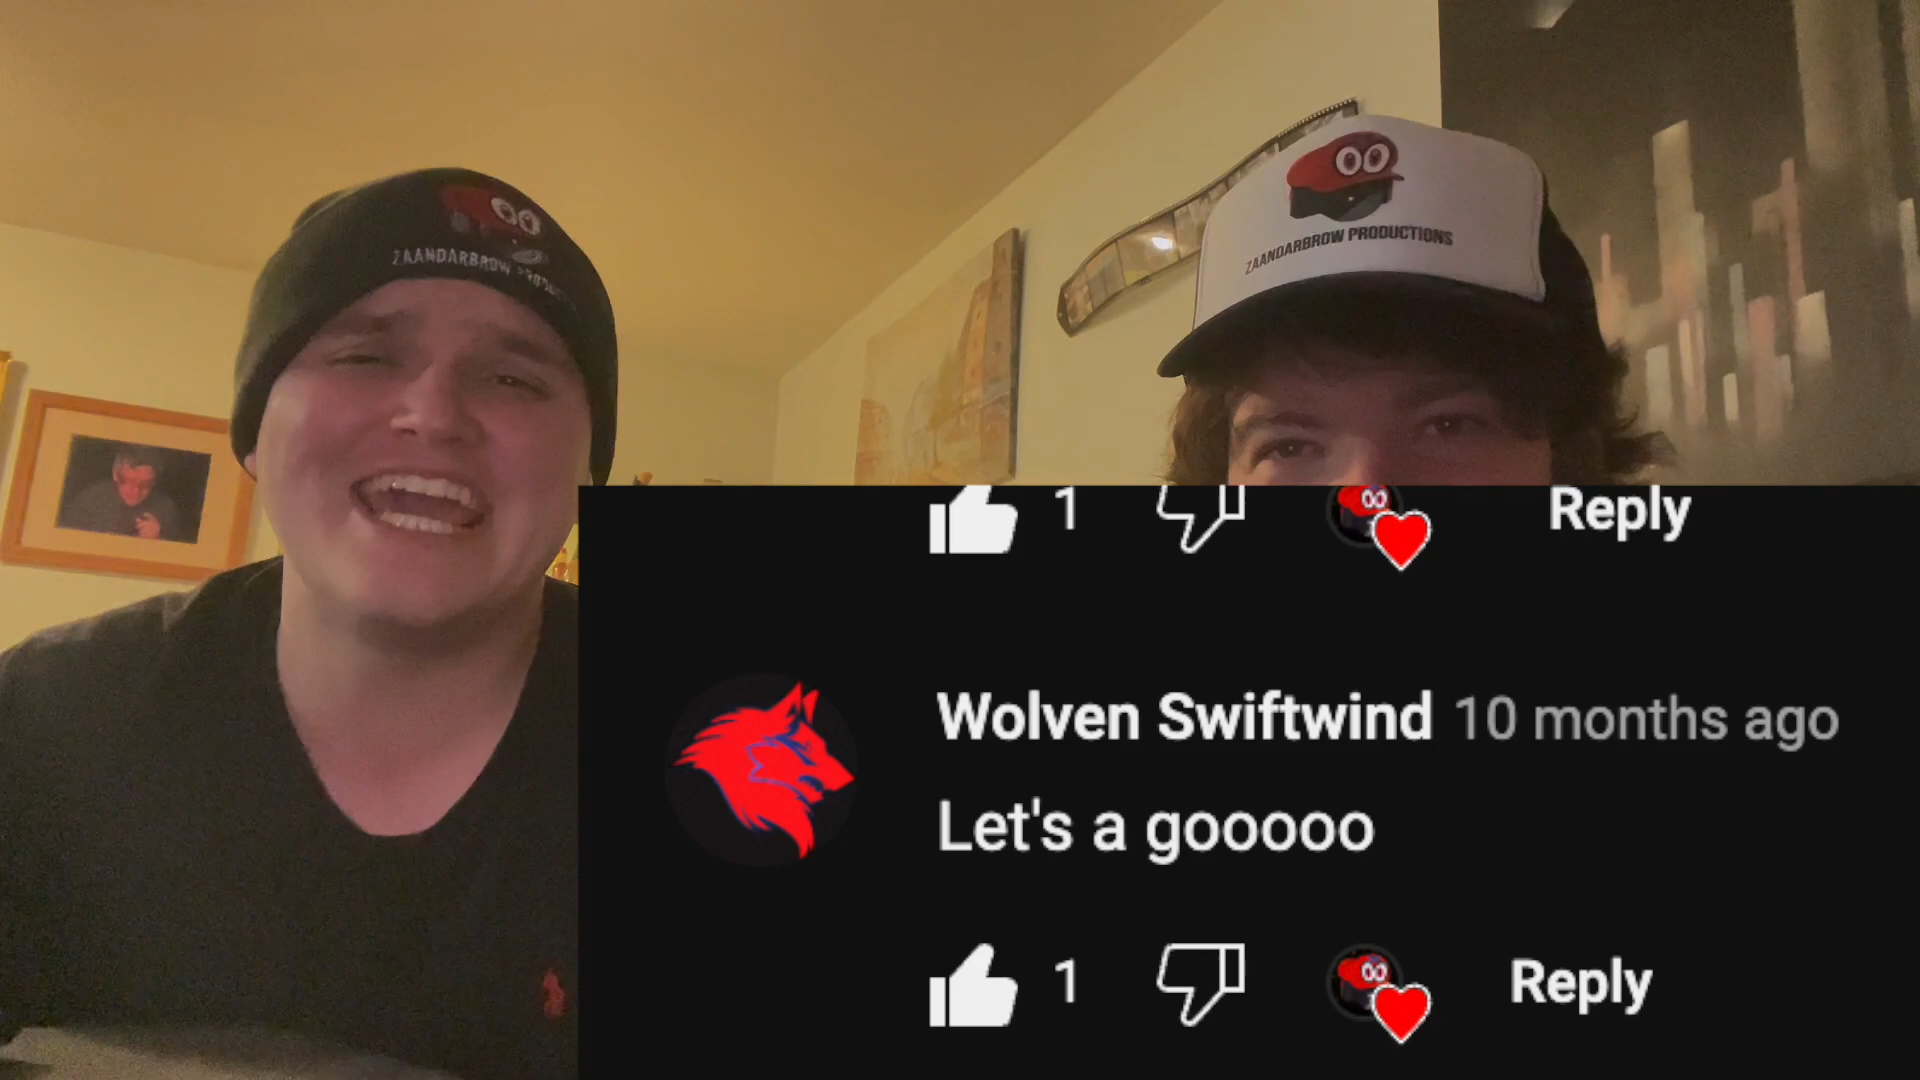 ZAANDARBROW PRODUCTIONS
ZAANDARBROW
1 Reply
Wolven Swiftwind 10 months ago
Let's a gooooo
1 Reply